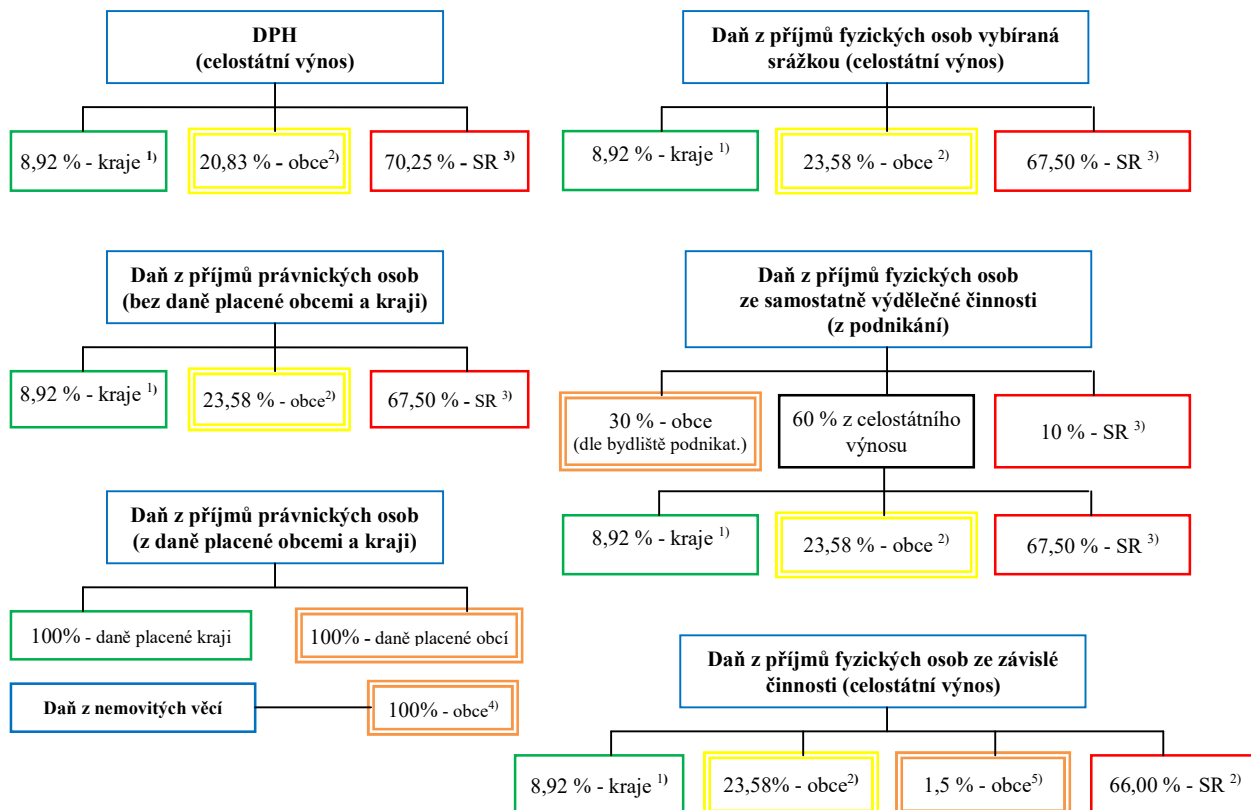 DPH
(celostátní výnos)
8,92 % - kraje 1)
20,83 % - obce2)
70,25 % - SR 3)
Daň z příjmů fyzických osob vybíraná
srážkou (celostátní výnos)
8,92 % - kraje 1)
23,58 % - obce 2)
67,50 % - SR 3)
Daň z příjmů právnických osob
(bez daně placené obcemi a kraji)
8,92 % - kraje 1)
23,58 % - obce2)
67,50 % - SR 3)
Daň z příjmů fyzických osob
ze samostatně výdělečné činnosti
(z podnikání)
30 % - obce
(dle bydliště podnikat.)
60 % z celostátního
výnosu
10 % - SR 3)
8,92 % - kraje 1)
23,58 % - obce 2)
67,50 % - SR 3)
Daň z příjmů právnických osob
(z daně placené obcemi a kraji)
100% - daně placené kraji
100% - daně placené obcí
Daň z nemovitých věcí
100% - obce4)
Daň z příjmů fyzických osob ze závislé
činnosti (celostátní výnos)
8,92 % - kraje 1)
23,58% - obce2)
1,5 % - obce5)
66,00 % - SR 2)